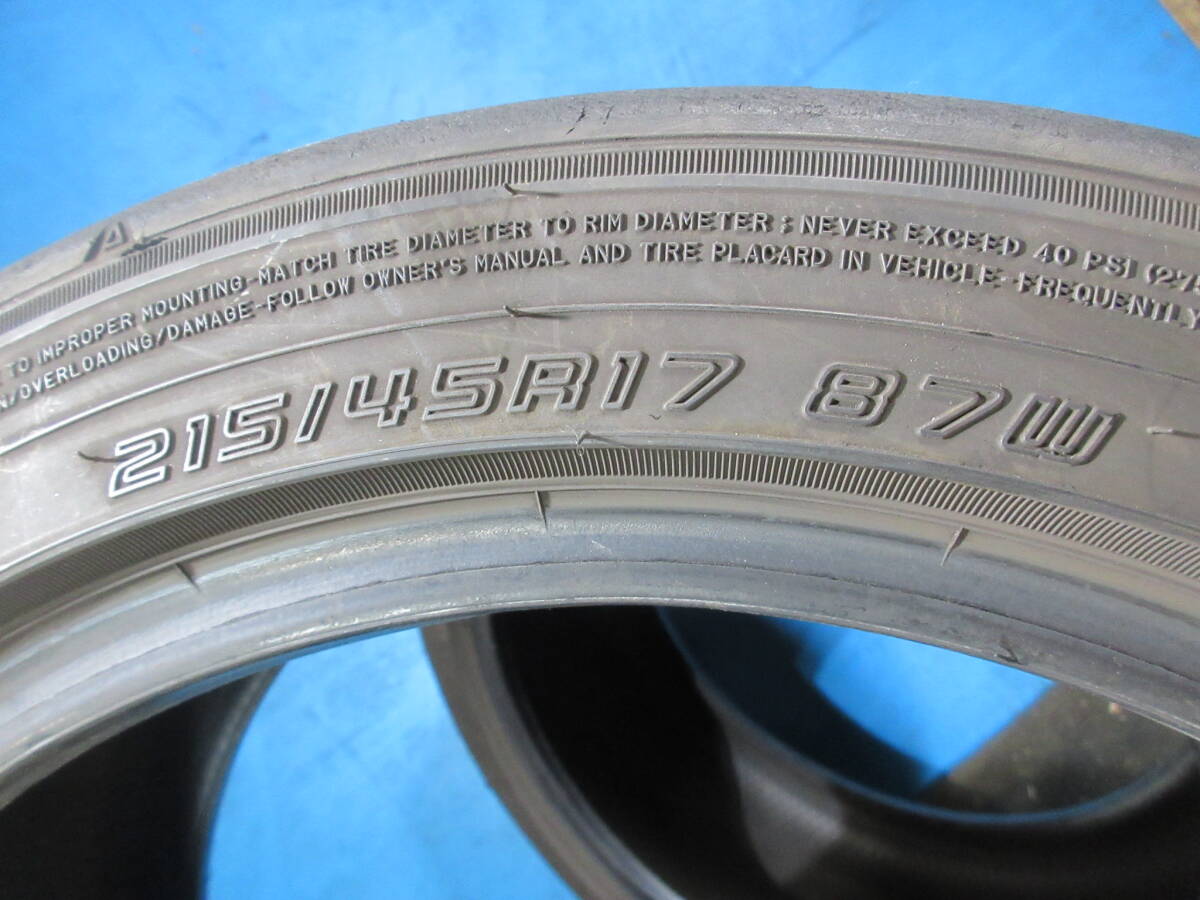 A
TO IMPROPER MOUNTING-MATCH TIRE DIAMETER TO RIM DIAMETER ; NEVER EXCEED 40 PSI (275
/OVERLOADING/DAMAGE-FOLLOW OWNER'S MANUAL AND TIRE PLACARD IN VEHICLE-FREQUENTLY
215/45R17 87W